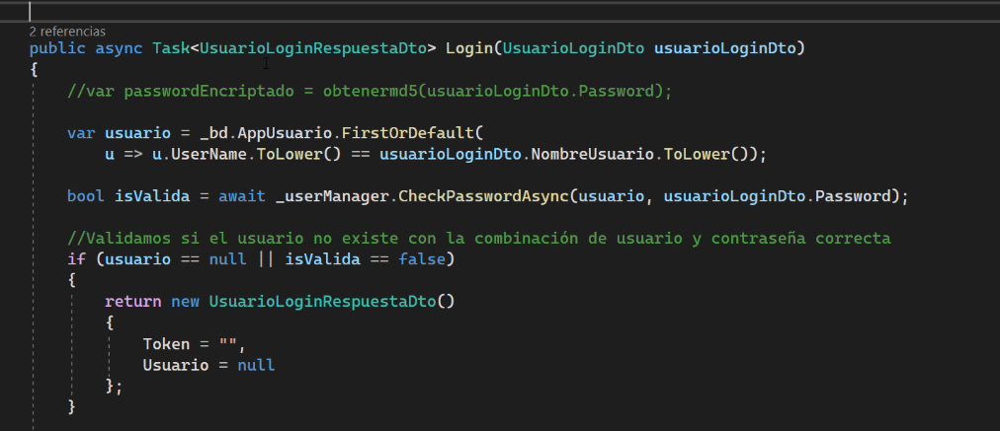 2 referencias
public async Task<UsuarioLoginRespuestaDto> Login(UsuarioLoginDto usuarioLoginDto)
{
//var passwordEncriptado = obtenermd5(usuarioLoginDto.Password);
var usuario = _bd.AppUsuario.FirstOrDefault(
u => u.UserName.ToLower() == usuarioLoginDto.NombreUsuario.ToLower());
bool isValida = await _userManager.CheckPasswordAsync(usuario, usuarioLoginDto.Password);
//Validamos si el usuario no existe con la combinación de usuario y contraseña correcta
if (usuario == null || isValida == false)
{
return new UsuarioLoginRespuestaDto()
{
Token = "",
Usuario = null
};
}